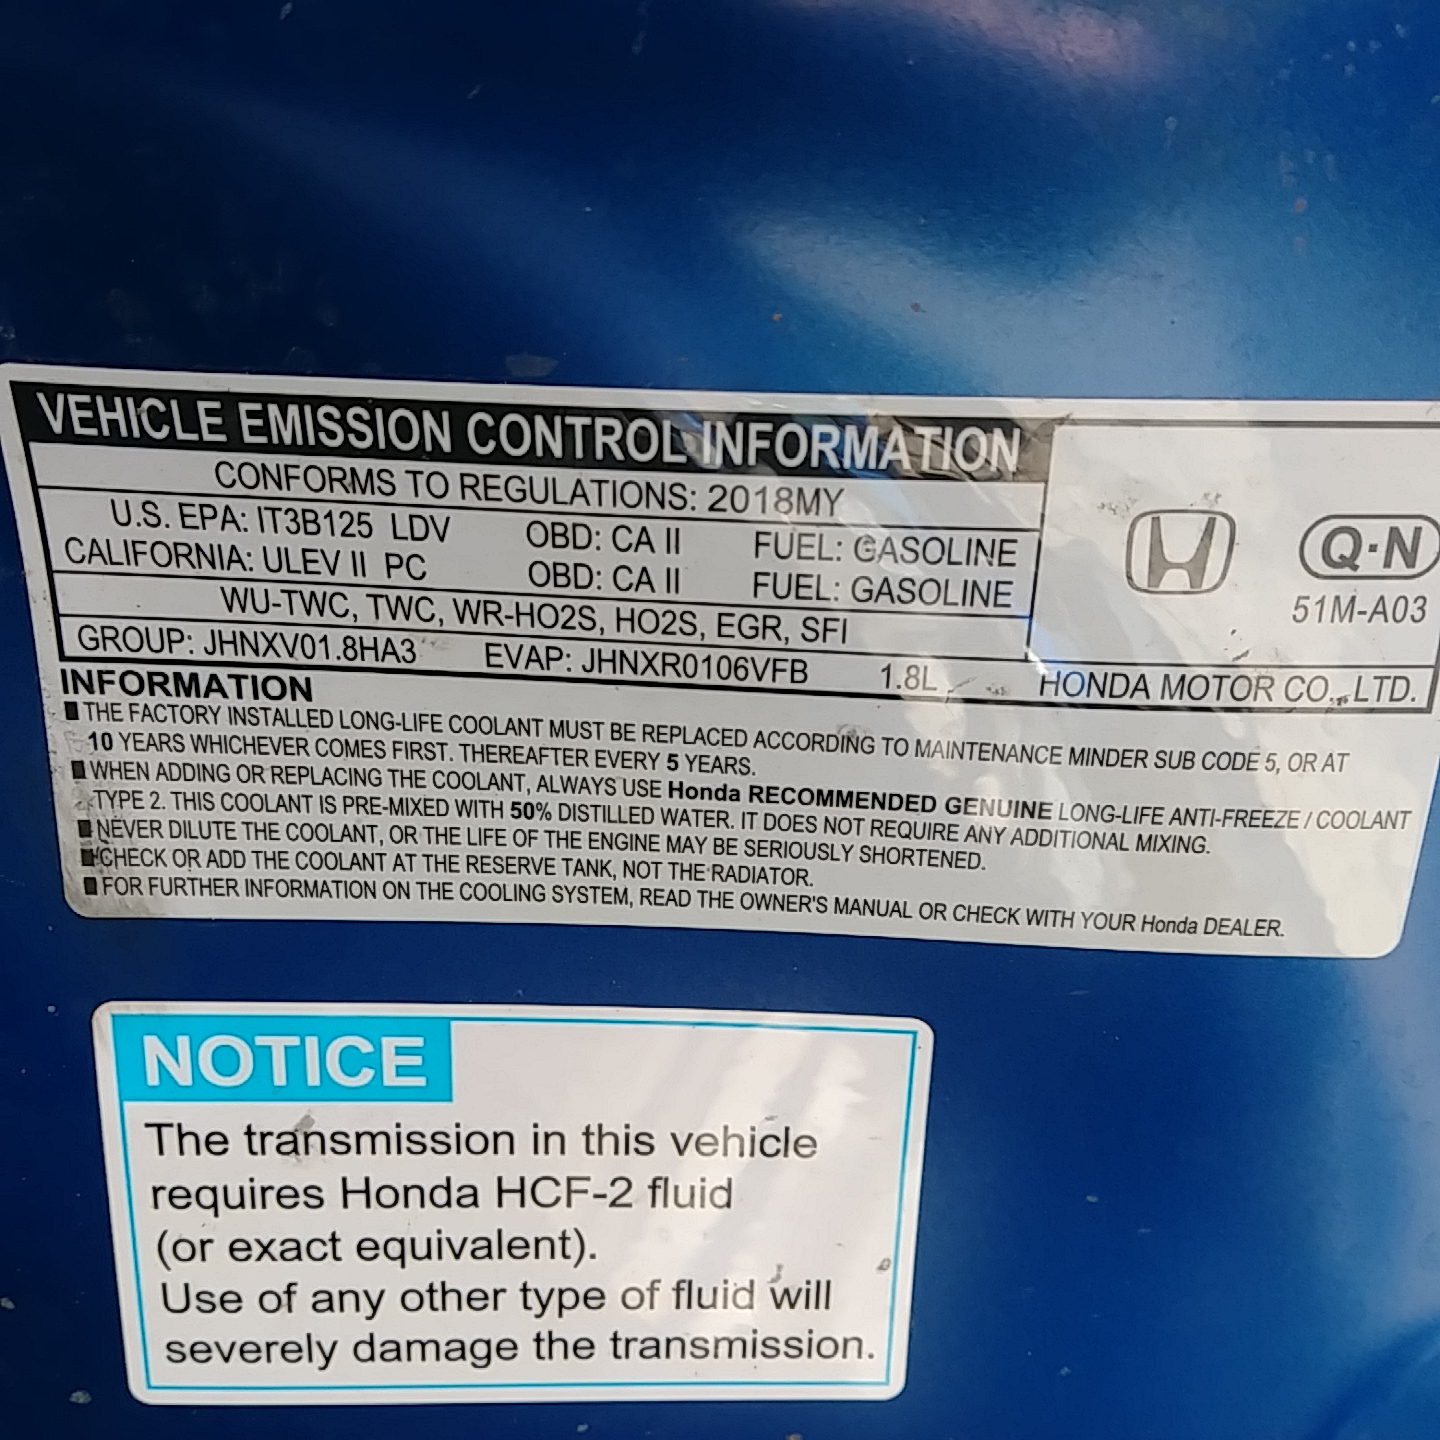 VEHICLE EMISSION CONTROL INFORMATION
CONFORMS TO REGULATIONS: 2018MY
U.S. EPA: IT3B125 LDV OBD: CA II FUEL: GASOLINE
CALIFORNIA: ULEV II PC OBD: CA II FUEL: GASOLINE
WU-TWC, TWC, WR-HO2S, HO2S, EGR, SFI
GROUP: JHNXV01.8HA3 EVAP: JHNXR0106VFB 1.8L
Q·N
51M-A03
HONDA MOTOR CO., LTD.
INFORMATION
■ THE FACTORY INSTALLED LONG-LIFE COOLANT MUST BE REPLACED ACCORDING TO MAINTENANCE MINDER SUB CODE 5, OR AT
10 YEARS WHICHEVER COMES FIRST. THEREAFTER EVERY 5 YEARS.
■ WHEN ADDING OR REPLACING THE COOLANT, ALWAYS USE Honda RECOMMENDED GENUINE LONG-LIFE ANTI-FREEZE / COOLANT
TYPE 2. THIS COOLANT IS PRE-MIXED WITH 50% DISTILLED WATER. IT DOES NOT REQUIRE ANY ADDITIONAL MIXING.
■ NEVER DILUTE THE COOLANT, OR THE LIFE OF THE ENGINE MAY BE SERIOUSLY SHORTENED.
■ CHECK OR ADD THE COOLANT AT THE RESERVE TANK, NOT THE RADIATOR.
■ FOR FURTHER INFORMATION ON THE COOLING SYSTEM, READ THE OWNER'S MANUAL OR CHECK WITH YOUR Honda DEALER.
NOTICE
The transmission in this vehicle
requires Honda HCF-2 fluid
(or exact equivalent).
Use of any other type of fluid will
severely damage the transmission.